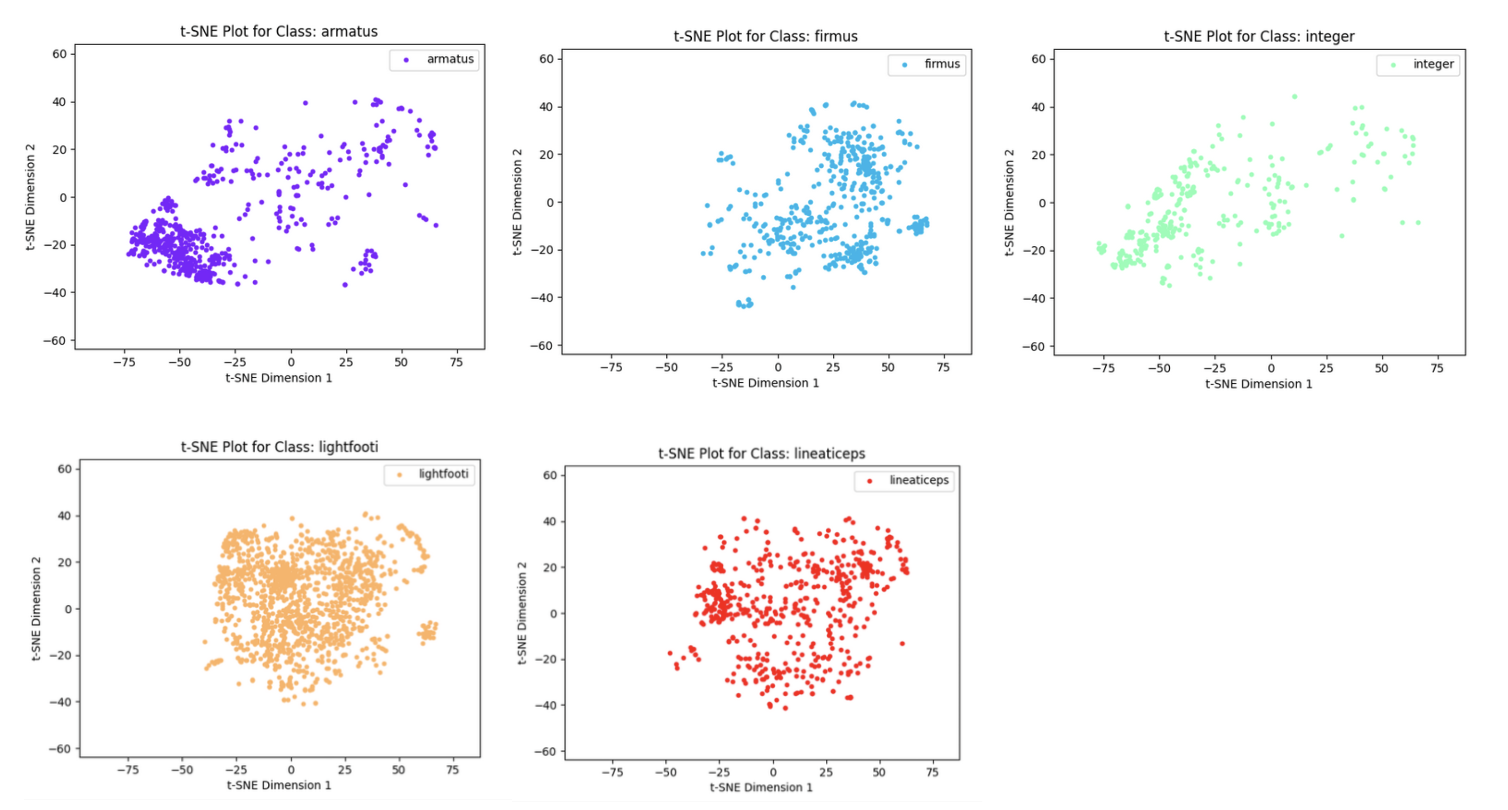 t-SNE Plot for Class: armatus
armatus
60
40
20
0
−20
−40
−60
t-SNE Dimension 2
−75 −50 −25 0 25 50 75
t-SNE Dimension 1
t-SNE Plot for Class: firmus
firmus
60
40
20
0
−20
−40
−60
t-SNE Dimension 2
−75 −50 −25 0 25 50 75
t-SNE Dimension 1
t-SNE Plot for Class: integer
integer
60
40
20
0
−20
−40
−60
t-SNE Dimension 2
−75 −50 −25 0 25 50 75
t-SNE Dimension 1
t-SNE Plot for Class: lightfooti
lightfooti
60
40
20
0
−20
−40
−60
t-SNE Dimension 2
−75 −50 −25 0 25 50 75
t-SNE Dimension 1
t-SNE Plot for Class: lineaticeps
lineaticeps
60
40
20
0
−20
−40
−60
t-SNE Dimension 2
−75 −50 −25 0 25 50 75
t-SNE Dimension 1